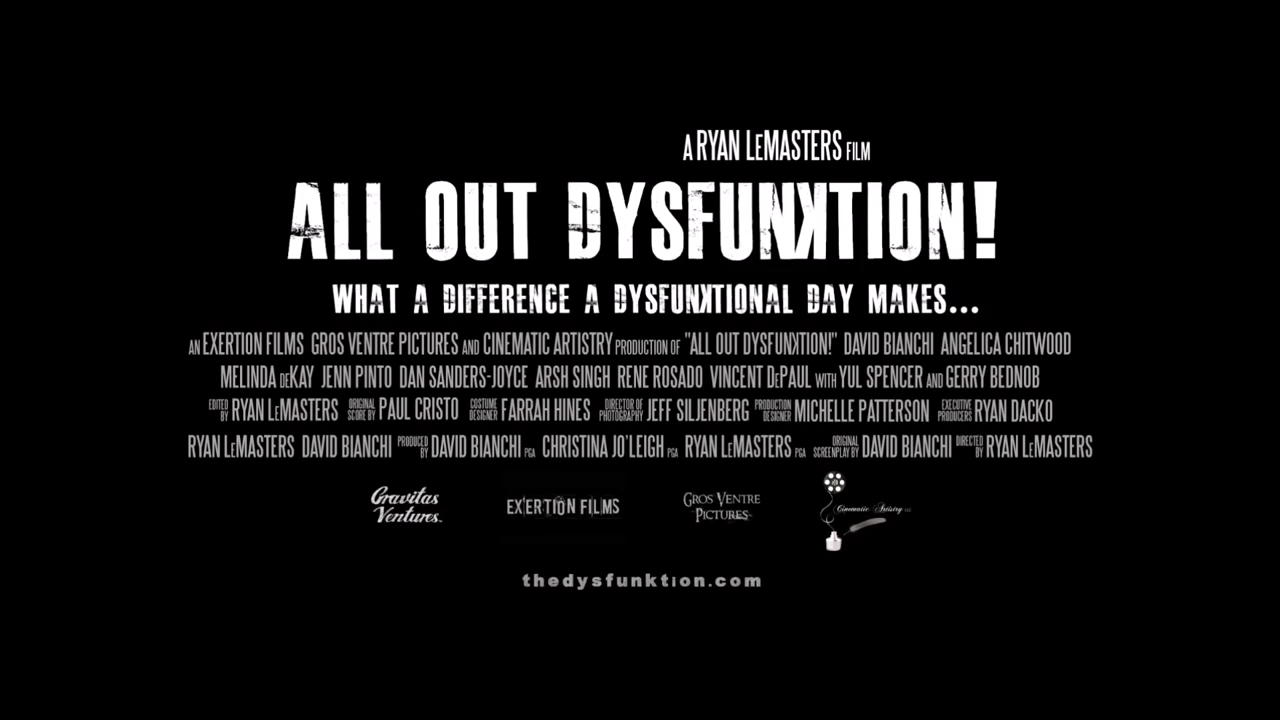 A RYAN LeMASTERS FILM
ALL OUT DYSFUNKTION!
WHAT A DIFFERENCE A DYSFUNKTIONAL DAY MAKES...
AN EXERTION FILMS GROS VENTRE PICTURES AND CINEMATIC ARTISTRY PRODUCTION OF "ALL OUT DYSFUNKTION!" DAVID BIANCHI ANGELICA CHITWOOD
MELINDA DEKAY JENN PINTO DAN SANDERS-JOYCE ARSH SINGH RENE ROSADO VINCENT DePAUL WITH YUL SPENCER AND GERRY BEDNOB
EDITED BY RYAN LeMASTERS ORIGINAL SCORE BY PAUL CRISTO COSTUME DESIGNER FARRAH HINES DIRECTOR OF PHOTOGRAPHY JEFF SILJENBERG PRODUCTION DESIGNER MICHELLE PATTERSON EXECUTIVE PRODUCERS RYAN DACKO
RYAN LeMASTERS DAVID BIANCHI PRODUCED BY DAVID BIANCHI PGA CHRISTINA JO'LEIGH PGA RYAN LeMASTERS PGA ORIGINAL SCREENPLAY BY DAVID BIANCHI DIRECTED BY RYAN LeMASTERS
Gravitas Ventures
EXERTION FILMS
GROS VENTRE PICTURES
Cinematic Artistry LLC
thedysfunktion.com